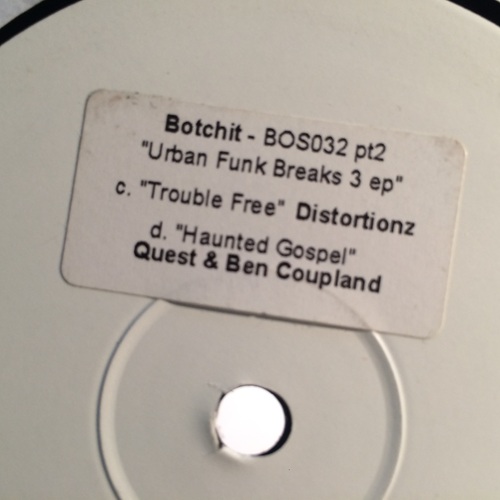 Botchit - BOS032 pt2
"Urban Funk Breaks 3 ep"
c. "Trouble Free" Distortionz
d. "Haunted Gospel"
Quest & Ben Coupland